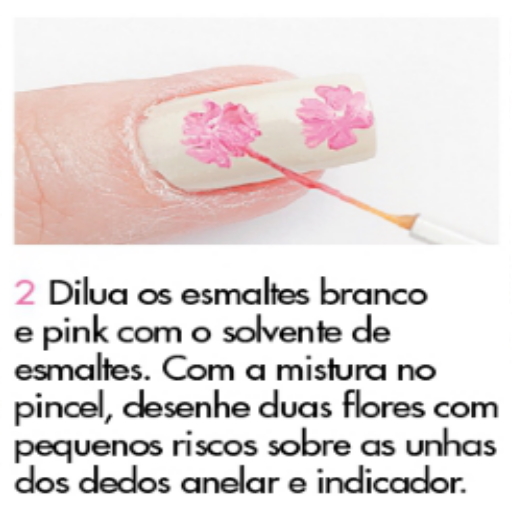 2 Dilua os esmaltes branco
e pink com o solvente de
esmaltes. Com a mistura no
pincel, desenhe duas flores com
pequenos riscos sobre as unhas
dos dedos anelar e indicador.